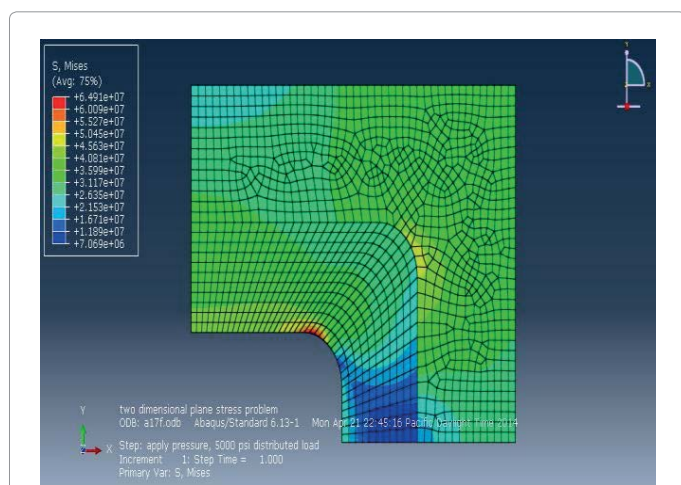 S, Mises
(Avg: 75%)
+6.491e+07
+6.009e+07
+5.527e+07
+5.045e+07
+4.563e+07
+4.081e+07
+3.599e+07
+3.117e+07
+2.635e+07
+2.153e+07
+1.671e+07
+1.189e+07
+7.069e+06
Y
X
Y
X
two dimensional plane stress problem
ODB: a17f.odb Abaqus/Standard 6.13-1 Mon Apr 21 22:45:16 Pacific Daylight Time 2014
Step: apply pressure, 5000 psi distributed load
Increment 1: Step Time = 1.000
Primary Var: S, Mises